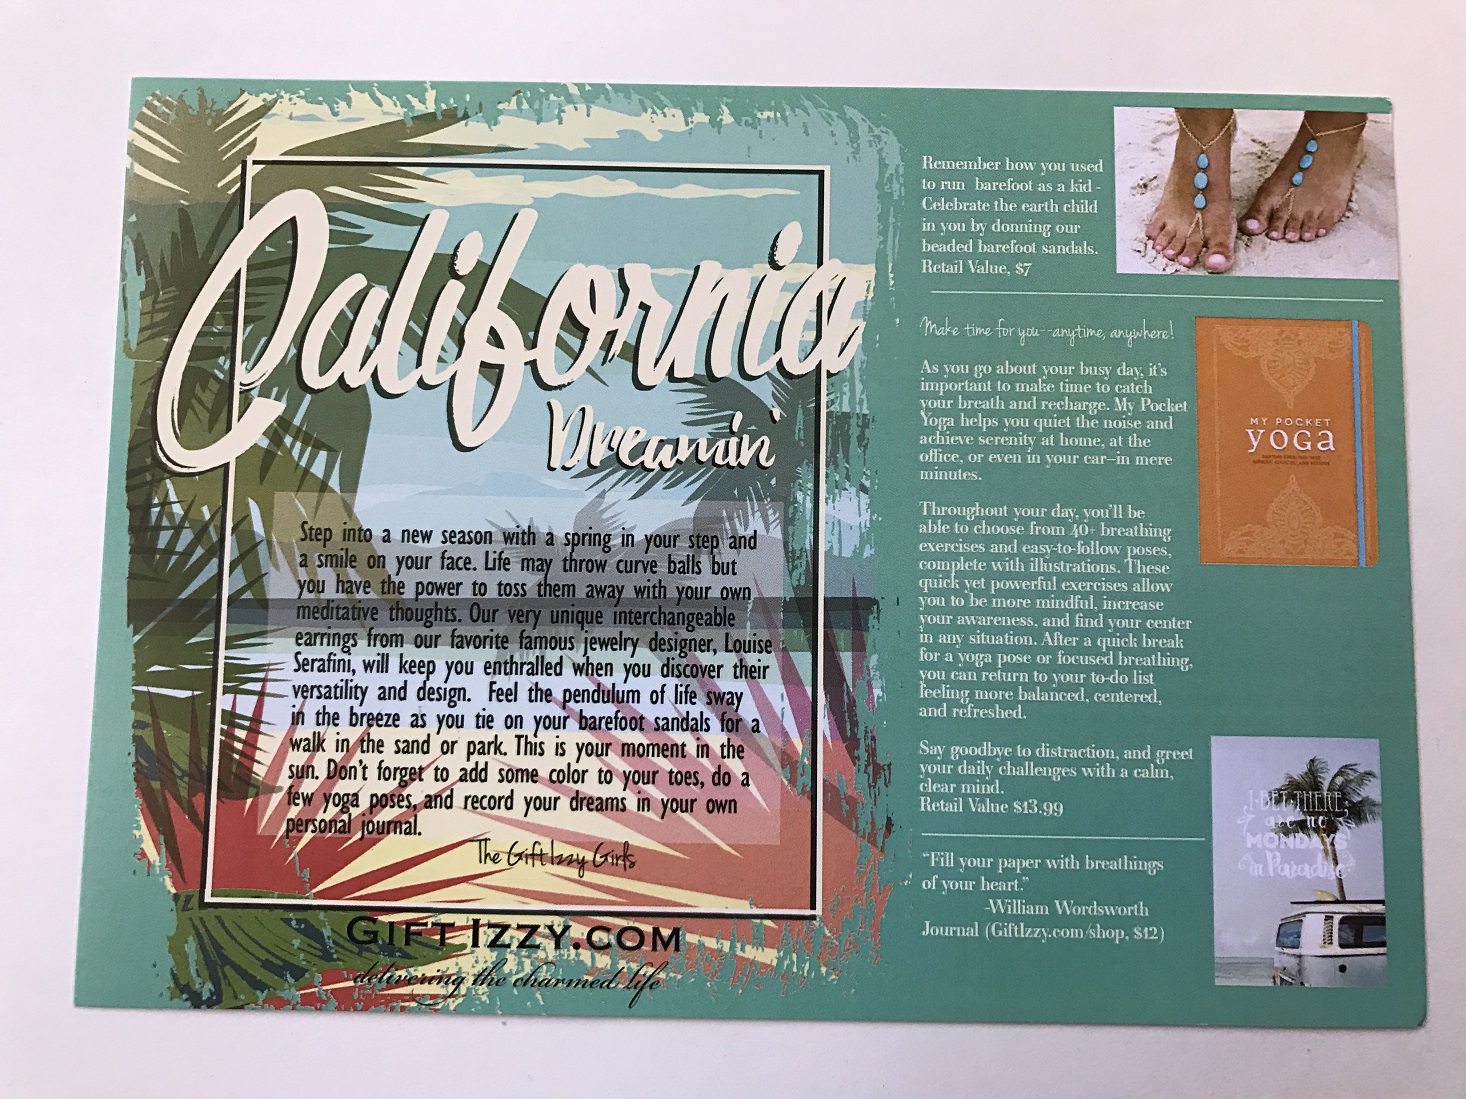 California
Dreamin'
Step into a new season with a spring in your step and
a smile on your face. Life may throw curve balls but
you have the power to toss them away with your own
meditative thoughts. Our very unique interchangeable
earrings from our favorite famous jewelry designer, Louise
Serafini, will keep you enthralled when you discover their
versatility and design. Feel the pendulum of life sway
in the breeze as you tie on your barefoot sandals for a
walk in the sand or park. This is your moment in the
sun. Don't forget to add some color to your toes, do a
few yoga poses, and record your dreams in your own
personal journal.
The GiftIzzy Girls
GIFT IZZY.COM
delivering the charmed life
Remember how you used
to run barefoot as a kid -
Celebrate the earth child
in you by donning our
beaded barefoot sandals.
Retail Value, $7
Make time for you--anytime, anywhere!
As you go about your busy day, it's
important to make time to catch
your breath and recharge. My Pocket
Yoga helps you quiet the noise and
achieve serenity at home, at the
office, or even in your car--in mere
minutes.
Throughout your day, you'll be
able to choose from 40+ breathing
exercises and easy-to-follow poses,
complete with illustrations. These
quick yet powerful exercises allow
you to be more mindful, increase
your awareness, and find your center
in any situation. After a quick break
for a yoga pose or focused breathing,
you can return to your to-do list
feeling more balanced, centered,
and refreshed.
Say goodbye to distraction, and greet
your daily challenges with a calm,
clear mind.
Retail Value $13.99
"Fill your paper with breathings
of your heart."
-William Wordsworth
Journal (GiftIzzy.com/shop, $12)
MY POCKET
yoga
I BET THERE
are no
MONDAYS
in Paradise